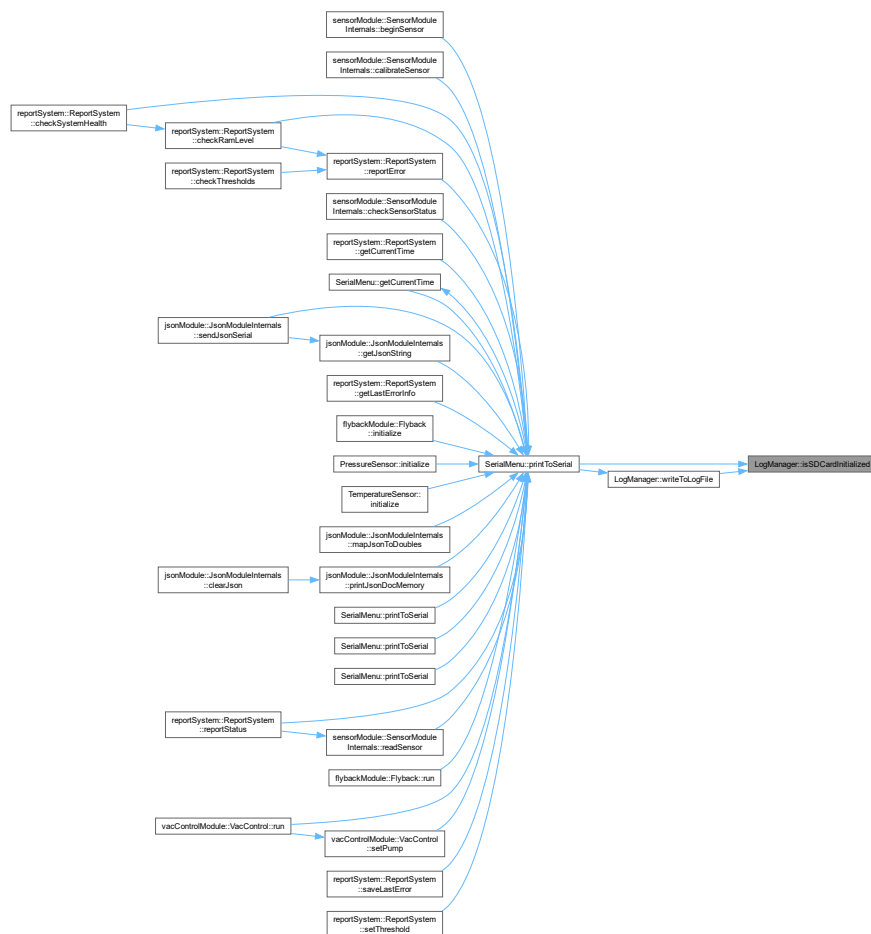 sensorModule::SensorModule
Internals::beginSensor
sensorModule::SensorModule
Internals::calibrateSensor
reportSystem::ReportSystem
::checkSystemHealth
reportSystem::ReportSystem
::checkRamLevel
reportSystem::ReportSystem
::reportError
reportSystem::ReportSystem
::checkThresholds
sensorModule::SensorModule
Internals::checkSensorStatus
reportSystem::ReportSystem
::getCurrentTime
SerialMenu::getCurrentTime
jsonModule::JsonModuleInternals
::sendJsonSerial
jsonModule::JsonModuleInternals
::getJsonString
reportSystem::ReportSystem
::getLastErrorInfo
flybackModule::Flyback
::initialize
PressureSensor::initialize
SerialMenu::printToSerial
LogManager::isSDCardInitialized
LogManager::writeToLogFile
TemperatureSensor::
initialize
jsonModule::JsonModuleInternals
::mapJsonToDoubles
jsonModule::JsonModuleInternals
::clearJson
jsonModule::JsonModuleInternals
::printJsonDocMemory
SerialMenu::printToSerial
SerialMenu::printToSerial
SerialMenu::printToSerial
reportSystem::ReportSystem
::reportStatus
sensorModule::SensorModule
Internals::readSensor
flybackModule::Flyback::run
vacControlModule::VacControl::run
vacControlModule::VacControl
::setPump
reportSystem::ReportSystem
::saveLastError
reportSystem::ReportSystem
::setThreshold